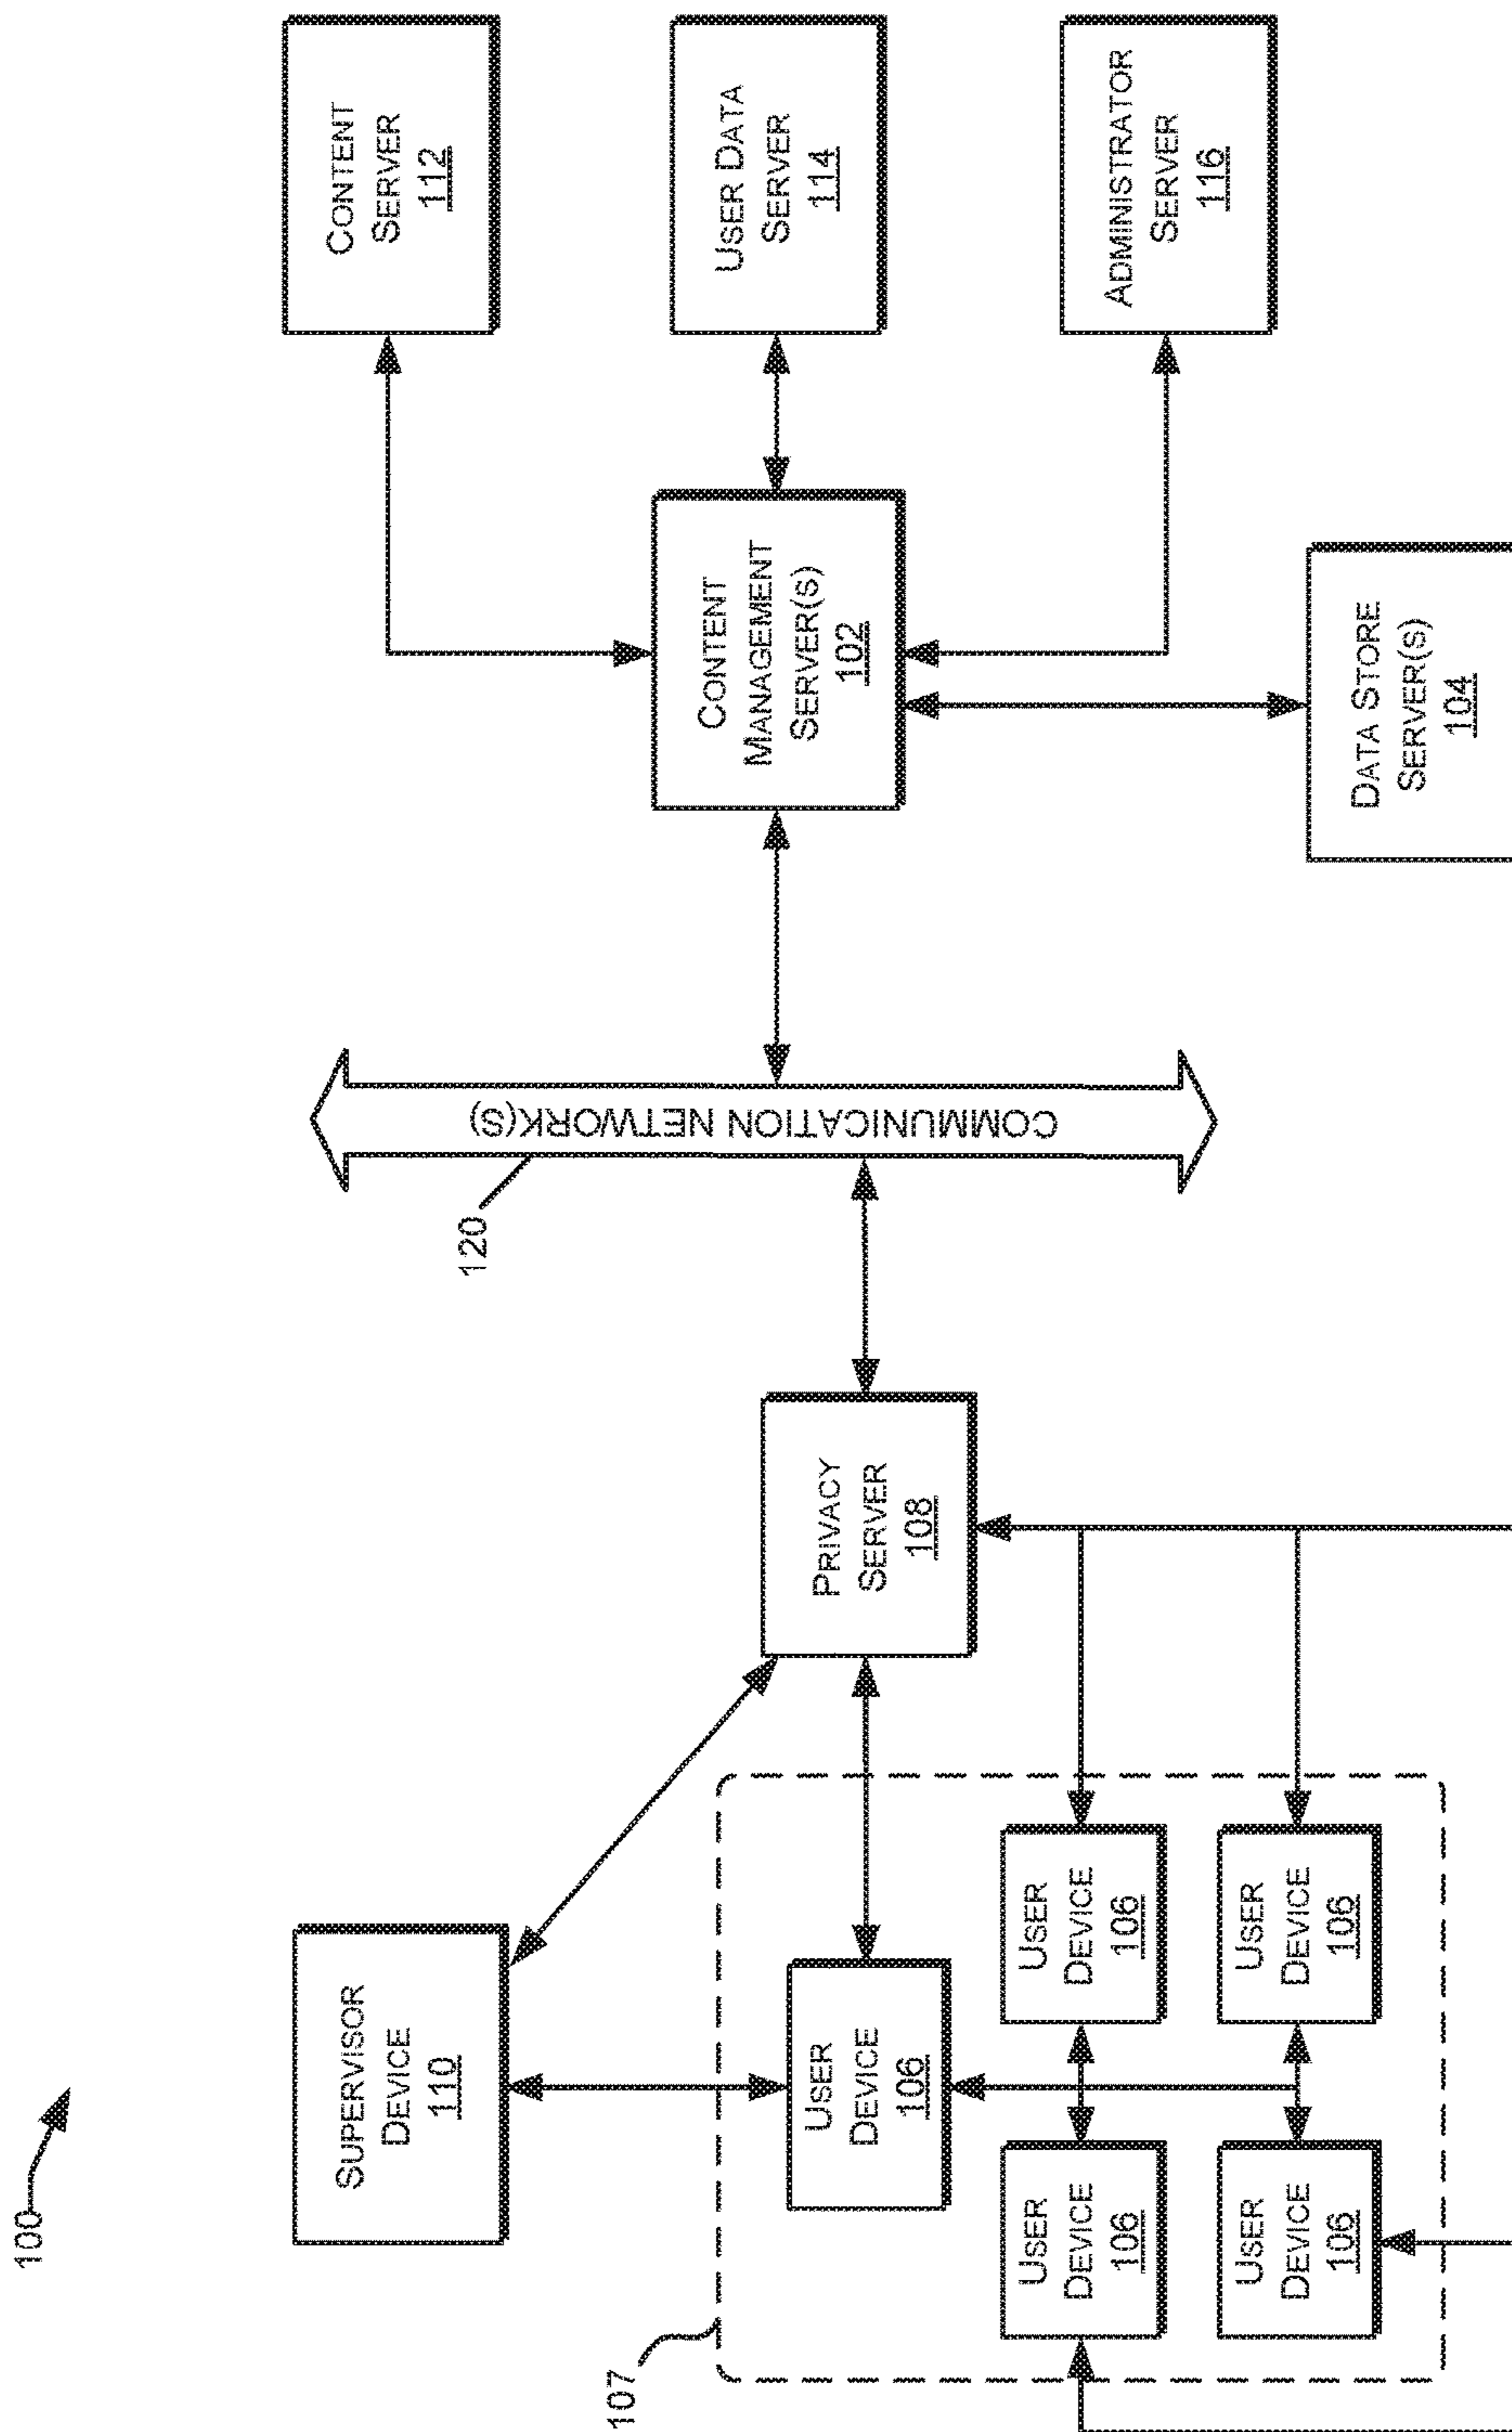 100
SUPERVISOR
DEVICE
110
107
USER
DEVICE
106
USER
DEVICE
106
USER
DEVICE
106
USER
DEVICE
106
USER
DEVICE
106
PRIVACY
SERVER
108
120
COMMUNICATION NETWORK(S)
CONTENT
MANAGEMENT
SERVER(S)
102
DATA STORE
SERVER(S)
104
CONTENT
SERVER
112
USER DATA
SERVER
114
ADMINISTRATOR
SERVER
116